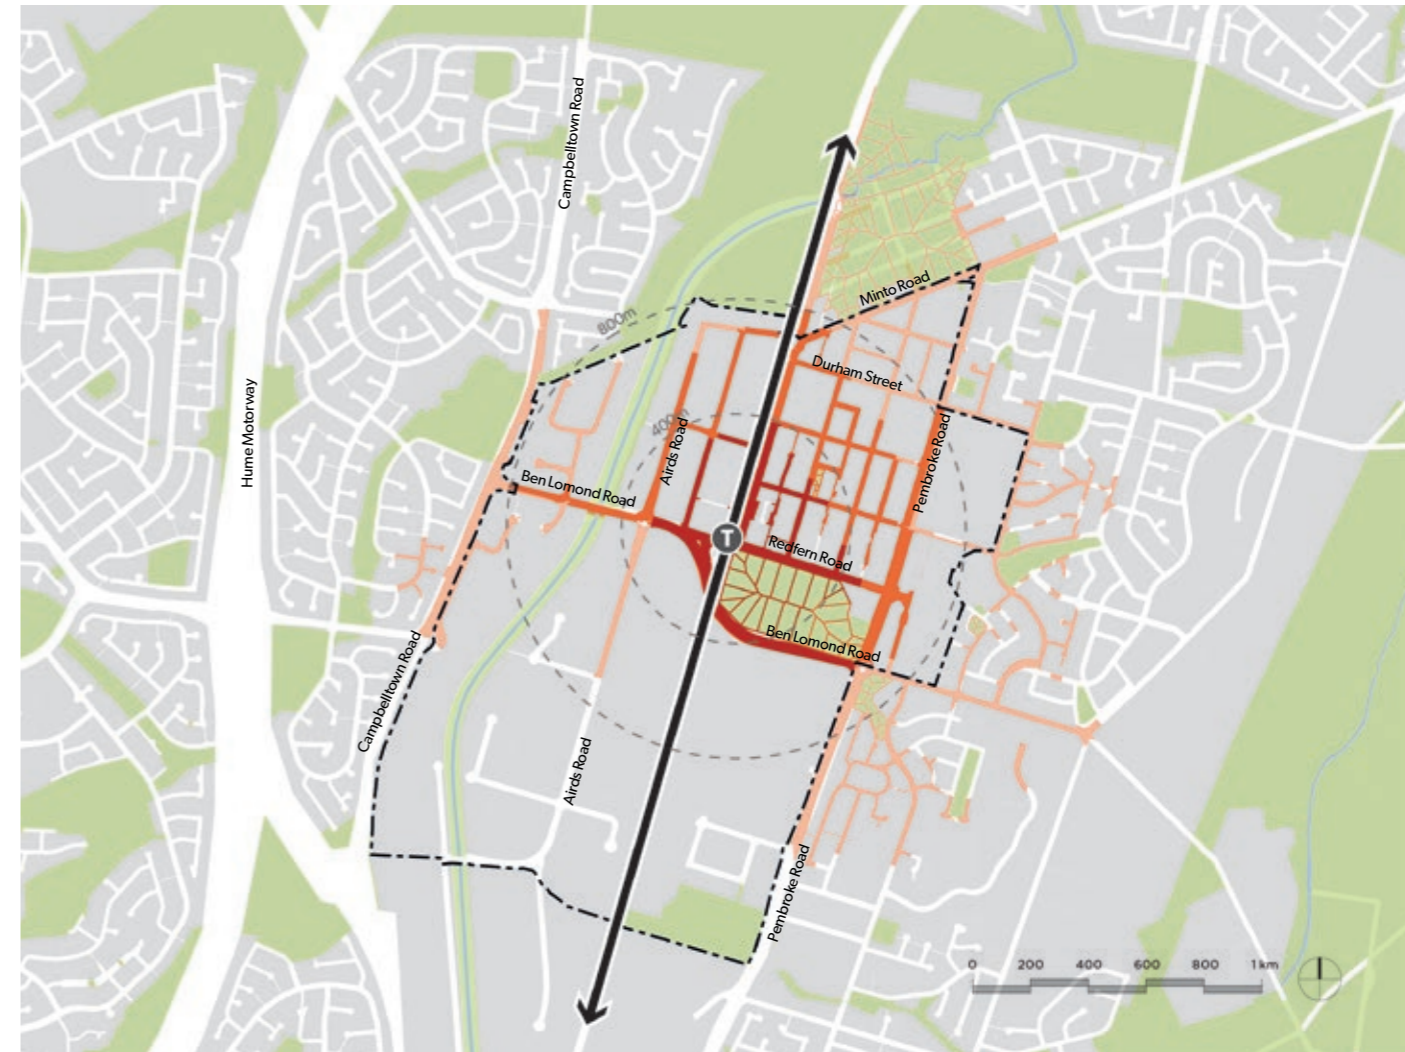 Campbelltown Road
Minto Road
800m
Durham Street
Hume Motorway
400m
Airds Road
Pembroke Road
Ben Lomond Road
T
Redfern Road
Ben Lomond Road
Campbelltown Road
Airds Road
Pembroke Road
0 200 400 600 800 1 km